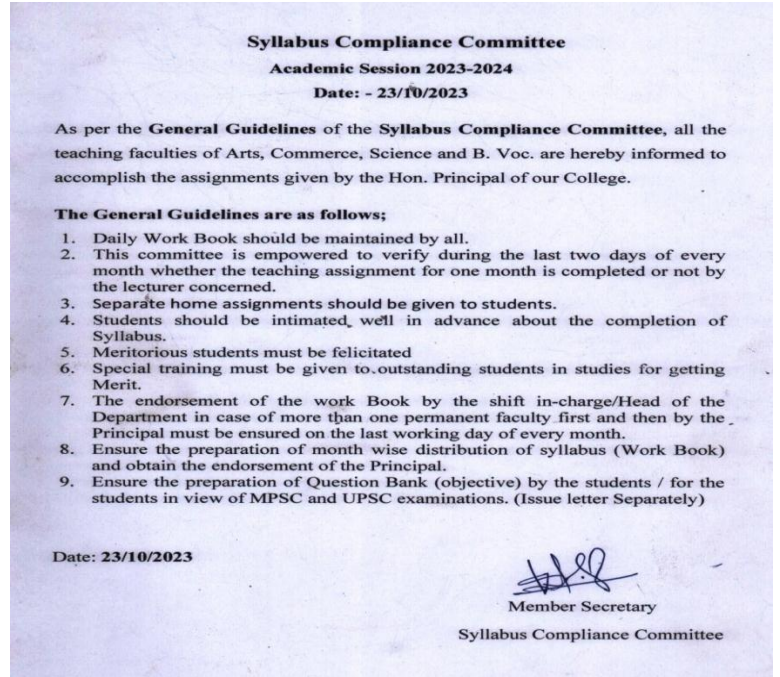 Syllabus Compliance Committee
Academic Session 2023-2024
Date: - 23/10/2023
As per the General Guidelines of the Syllabus Compliance Committee, all the
teaching faculties of Arts, Commerce, Science and B. Voc. are hereby informed to
accomplish the assignments given by the Hon. Principal of our College.
The General Guidelines are as follows;
1. Daily Work Book should be maintained by all.
2. This committee is empowered to verify during the last two days of every
month whether the teaching assignment for one month is completed or not by
the lecturer concerned.
3. Separate home assignments should be given to students.
4. Students should be intimated well in advance about the completion of
Syllabus.
5. Meritorious students must be felicitated
6. Special training must be given to outstanding students in studies for getting
Merit.
7. The endorsement of the work Book by the shift in-charge/Head of the
Department in case of more than one permanent faculty first and then by the
Principal must be ensured on the last working day of every month.
8. Ensure the preparation of month wise distribution of syllabus (Work Book)
and obtain the endorsement of the Principal.
9. Ensure the preparation of Question Bank (objective) by the students / for the
students in view of MPSC and UPSC examinations. (Issue letter Separately)
Date: 23/10/2023
Member Secretary
Syllabus Compliance Committee